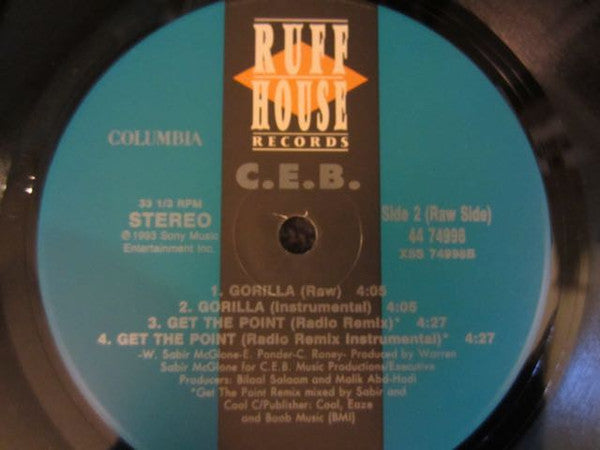 RUFF
HOUSE
RECORDS
COLUMBIA
C.E.B.
33 1/3 RPM
STEREO
℗1993 Sony Music
Entertainment Inc.
Side 2 (Raw Side)
44 74998
XSS 74998B
1. GORILLA (Raw) 4:05
2. GORILLA (Instrumental) 4:05
3. GET THE POINT (Radio Remix)* 4:27
4. GET THE POINT (Radio Remix Instrumental)* 4:27
-W. Sabir McGlone-E. Ponder-C. Roney- Produced by Warren
Sabir McGlone for C.E.B. Music Productions/Executive
Producers: Bilaal Salaam and Malik Abd-Hadi
*Get The Point Remix mixed by Sabir and
Cool C/Publisher: Cool, Eaze
and Banb Music (BMI)